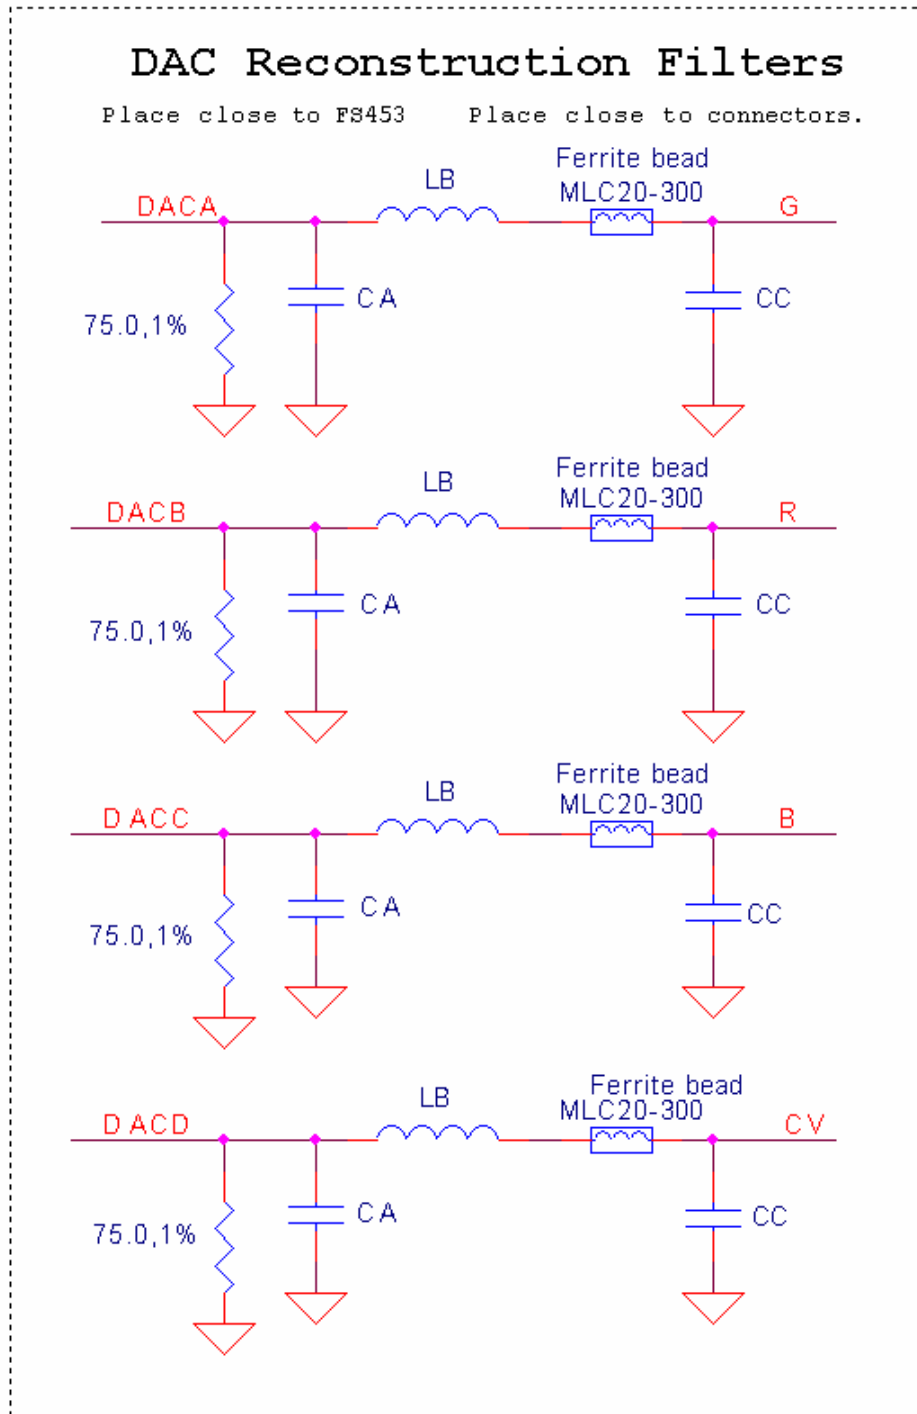 DAC Reconstruction Filters
Place close to FS453 Place close to connectors.
Ferrite bead
LB MLC20-300
DACA G
CA CC
75.0,1%
Ferrite bead
LB MLC20-300
DACB R
CA CC
75.0,1%
Ferrite bead
LB MLC20-300
DACC B
CA CC
75.0,1%
Ferrite bead
LB MLC20-300
DACD CV
CA CC
75.0,1%